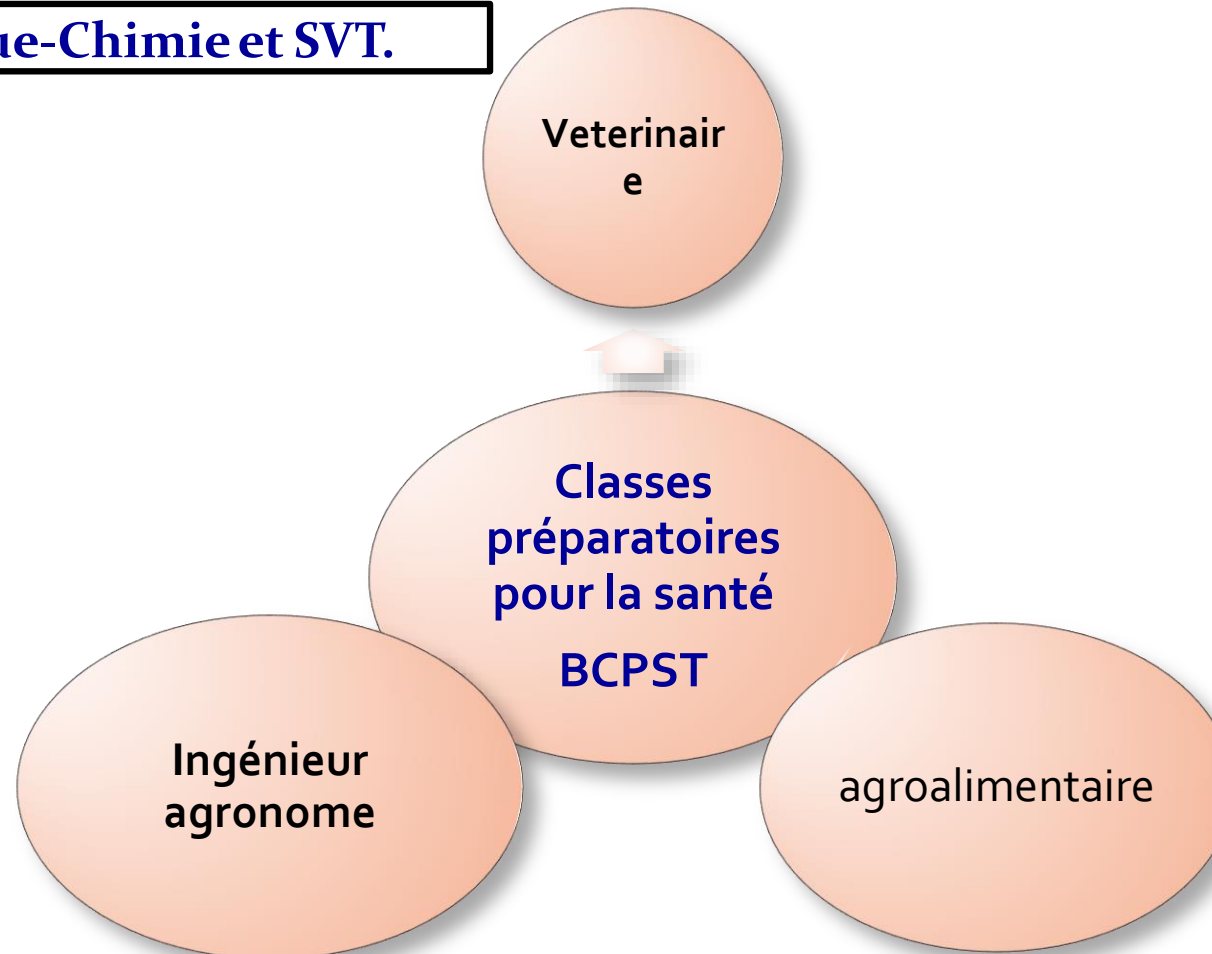 ue-Chimie et SVT.
Veterinair
e
Classes
préparatoires
pour la santé
BCPST
Ingénieur
agronome
agroalimentaire